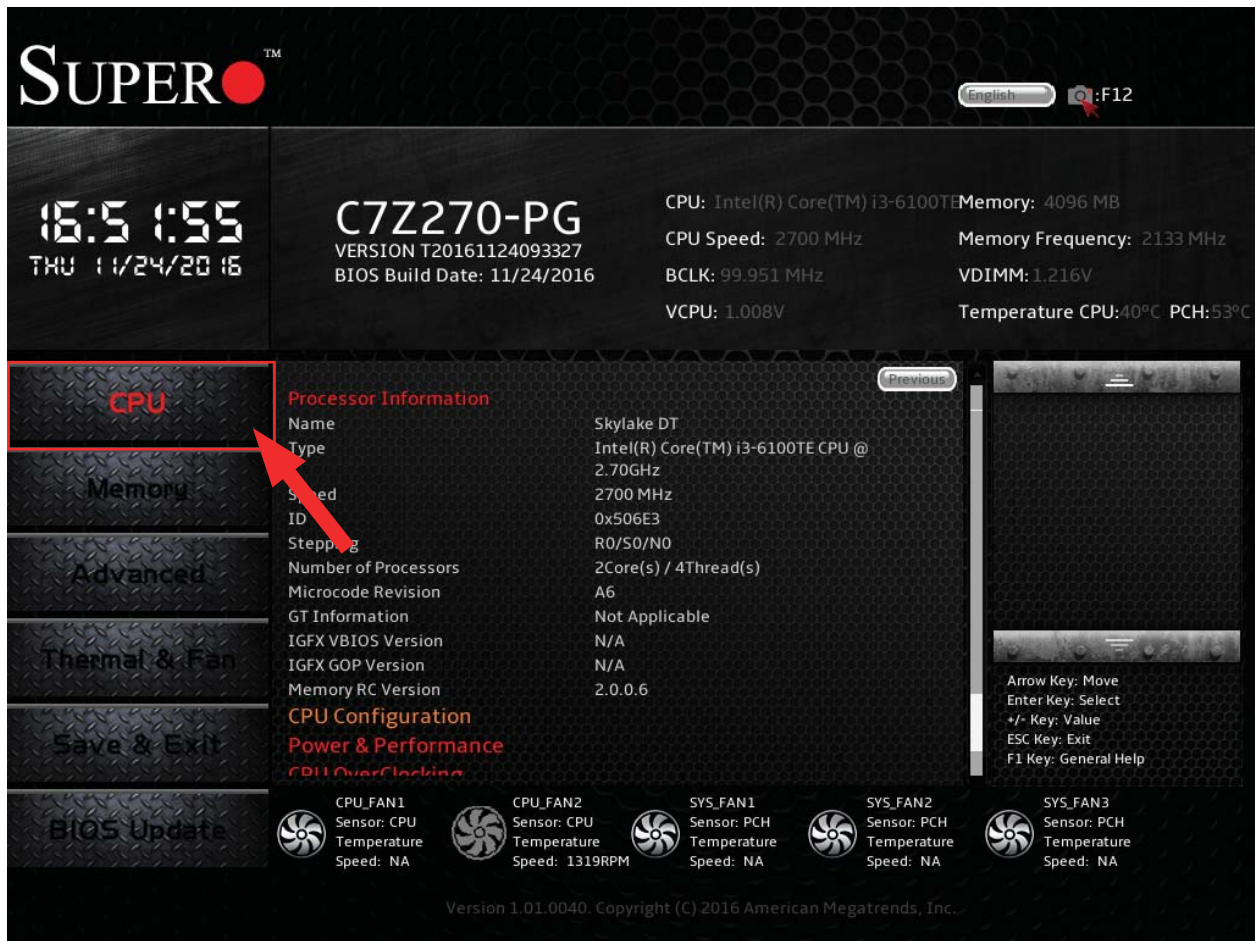 SUPER TM
English :F12
16:51:55
THU 11/24/2016
C7Z270-PG
VERSION T20161124093327
BIOS Build Date: 11/24/2016
CPU: Intel(R) Core(TM) i3-6100TE
CPU Speed: 2700 MHz
BCLK: 99.951 MHz
VCPU: 1.008V
Memory: 4096 MB
Memory Frequency: 2133 MHz
VDIMM: 1.216V
Temperature CPU:40°C PCH:53°C
CPU
Memory
Advanced
Thermal & Fan
Save & Exit
BIOS Update
Previous
Processor Information
Name Skylake DT
Type Intel(R) Core(TM) i3-6100TE CPU @
2.70GHz
Speed 2700 MHz
ID 0x506E3
Stepping R0/S0/N0
Number of Processors 2Core(s) / 4Thread(s)
Microcode Revision A6
GT Information Not Applicable
IGFX VBIOS Version N/A
IGFX GOP Version N/A
Memory RC Version 2.0.0.6
CPU Configuration
Power & Performance
CPU OverClocking
Arrow Key: Move
Enter Key: Select
+/- Key: Value
ESC Key: Exit
F1 Key: General Help
CPU_FAN1
Sensor: CPU
Temperature
Speed: NA
CPU_FAN2
Sensor: CPU
Temperature
Speed: 1319RPM
SYS_FAN1
Sensor: PCH
Temperature
Speed: NA
SYS_FAN2
Sensor: PCH
Temperature
Speed: NA
SYS_FAN3
Sensor: PCH
Temperature
Speed: NA
Version 1.01.0040. Copyright (C) 2016 American Megatrends, Inc.